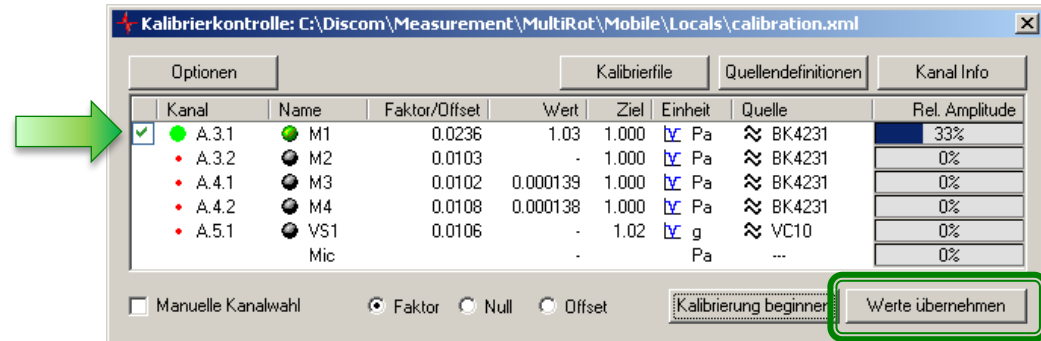 Kalibrierkontrolle: C:\Discom\Measurement\MultiRot\Mobile\Locals\calibration.xml
Optionen Kalibrierfile Quellendefinitionen Kanal Info
Kanal Name Faktor/Offset Wert Ziel Einheit Quelle Rel. Amplitude
A.3.1 M1 0.0236 1.03 1.000 Pa BK4231 33%
A.3.2 M2 0.0103 - 1.000 Pa BK4231 0%
A.4.1 M3 0.0102 0.000139 1.000 Pa BK4231 0%
A.4.2 M4 0.0108 0.000138 1.000 Pa BK4231 0%
A.5.1 VS1 0.0106 - 1.02 g VC10 0%
Mic - Pa --- 0%
Manuelle Kanalwahl Faktor Null Offset Kalibrierung beginnen Werte übernehmen